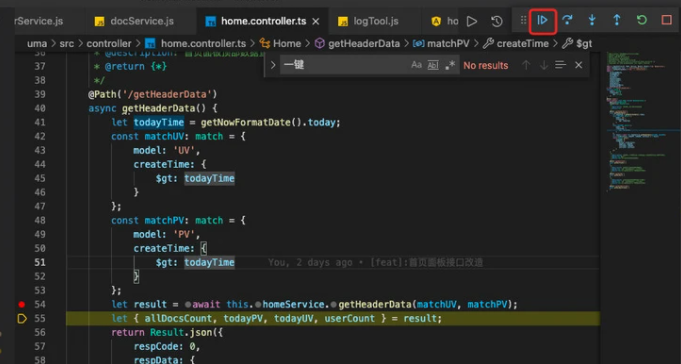 rService.js docService.js home.controller.ts logTool.js ho
uma > src > controller > home.controller.ts > Home > getHeaderData > matchPV > createTime > $gt
一键 Aa ab .* No results
37 * @return {*}
38 */
39 @Path('/getHeaderData')
40 async getHeaderData() {
41 let todayTime = getNowFormatDate().today;
42 const matchUV: match = {
43 model: 'UV',
44 createTime: {
45 $gt: todayTime
46 }
47 };
48 const matchPV: match = {
49 model: 'PV',
50 createTime: {
51 $gt: todayTime You, 2 days ago • [feat]:首页面板接口改造
52 }
53 };
54 let result = await this.homeService.getHeaderData(matchUV, matchPV);
55 let { allDocsCount, todayPV, todayUV, userCount } = result;
56 return Result.json({
57 respCode: 0,
58 respData: {